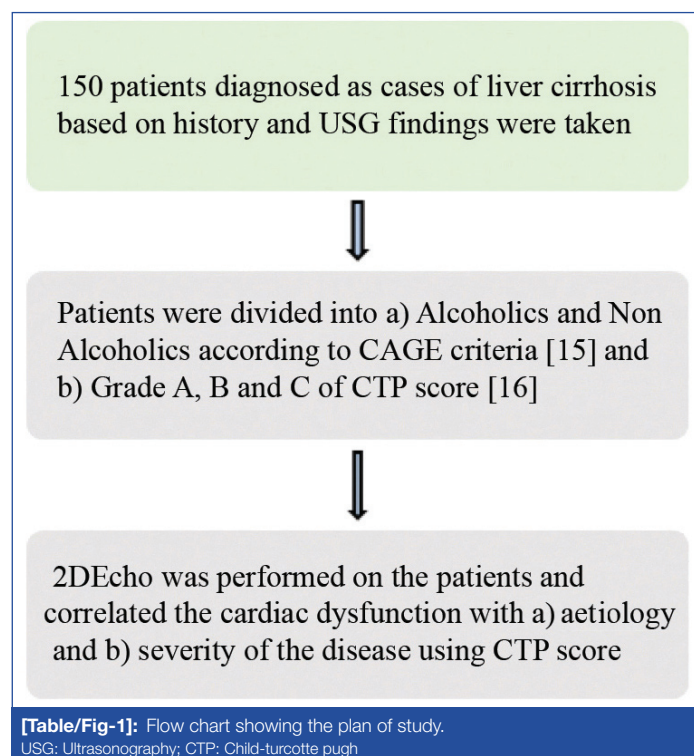 150 patients diagnosed as cases of liver cirrhosis
based on history and USG findings were taken
Patients were divided into a) Alcoholics and Non
Alcoholics according to CAGE criteria [15] and
b) Grade A, B and C of CTP score [16]
2DEcho was performed on the patients and
correlated the cardiac dysfunction with a) aetiology
and b) severity of the disease using CTP score
[Table/Fig-1]: Flow chart showing the plan of study.
USG: Ultrasonography; CTP: Child-turcotte pugh